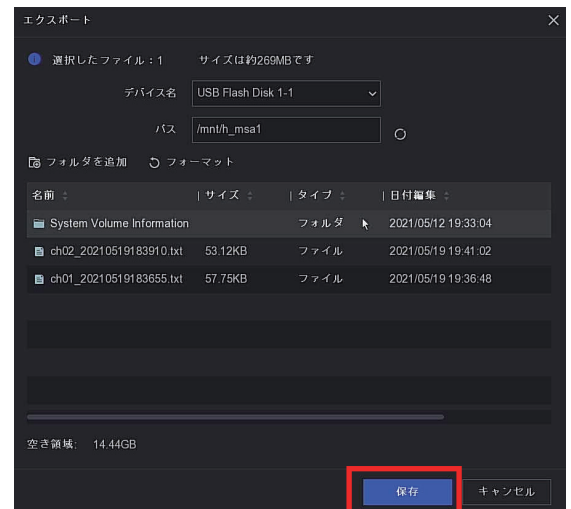 エクスポート
選択したファイル：1 サイズは約269MBです
デバイス名 USB Flash Disk 1-1
パス /mnt/h_msa1
フォルダを追加 フォーマット
名前 | サイズ | タイプ | 日付編集
System Volume Information フォルダ 2021/05/12 19:33:04
ch02_20210519183910.txt 53.12KB ファイル 2021/05/19 19:41:02
ch01_20210519183655.txt 57.75KB ファイル 2021/05/19 19:36:48
空き領域: 14.44GB
保存 キャンセル